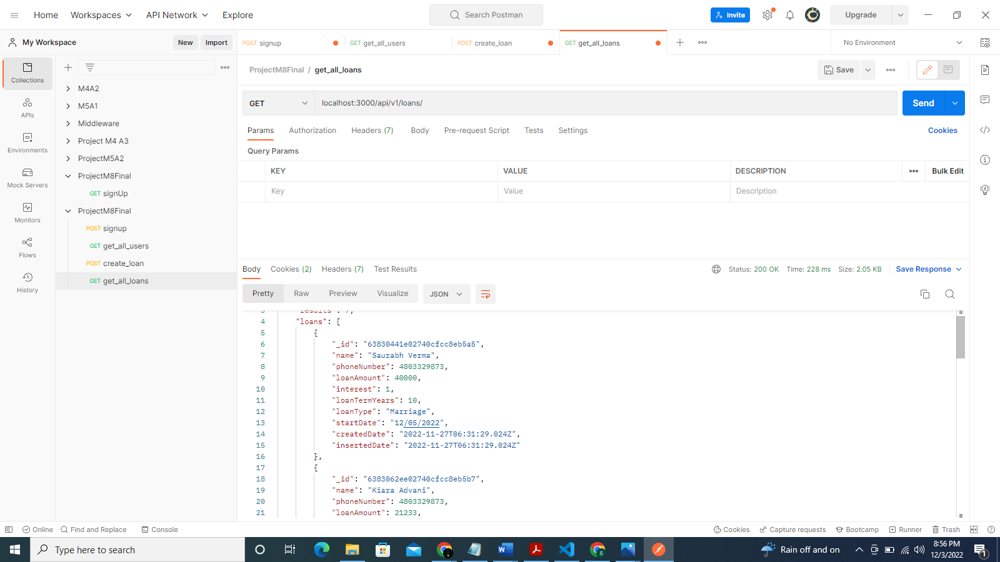 Home Workspaces API Network Explore Search Postman Invite Upgrade
My Workspace New Import POST signup GET get_all_users POST create_loan GET get_all_loans No Environment
Collections
APIs
Environments
Mock Servers
Monitors
Flows
History
M4A2
M5A1
Middleware
Project M4 A3
ProjectM5A2
ProjectM8Final
GET signUp
ProjectM8Final
POST signup
GET get_all_users
POST create_loan
GET get_all_loans
ProjectM8Final / get_all_loans Save
GET localhost:3000/api/v1/loans/ Send
Params Authorization Headers (7) Body Pre-request Script Tests Settings Cookies
Query Params
KEY VALUE DESCRIPTION Bulk Edit
Key Value Description
Body Cookies (2) Headers (7) Test Results Status: 200 OK Time: 228 ms Size: 2.05 KB Save Response
Pretty Raw Preview Visualize JSON
3 "results": 7,
4 "loans": [
5 {
6 "_id": "63830441e02740cfcc8eb5a5",
7 "name": "Saurabh Verma",
8 "phoneNumber": 4803329873,
9 "loanAmount": 40000,
10 "interest": 1,
11 "loanTermYears": 10,
12 "loanType": "Marriage",
13 "startDate": "12/05/2022",
14 "createdDate": "2022-11-27T06:31:29.024Z",
15 "insertedDate": "2022-11-27T06:31:29.024Z"
16 },
17 {
18 "_id": "6383062ee02740cfcc8eb5b7",
19 "name": "Kiara Advani",
20 "phoneNumber": 4803329873,
21 "loanAmount": 21233,
Online Find and Replace Console Cookies Capture requests Bootcamp Runner Trash
Type here to search Rain off and on 8:56 PM
12/3/2022 1